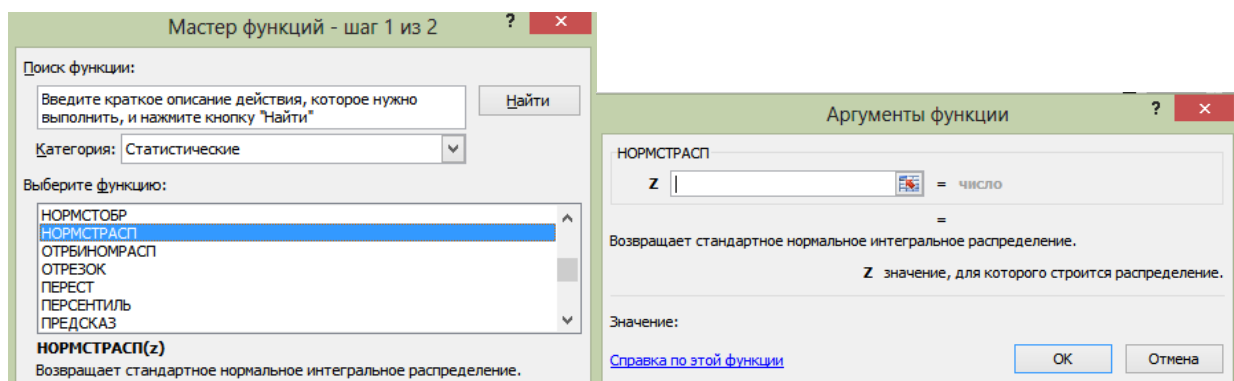 Мастер функций - шаг 1 из 2
?
×
Поиск функции:
Введите краткое описание действия, которое нужно
выполнить, и нажмите кнопку "Найти"
Найти
Категория: Статистические
Выберите функцию:
НОРМСТОБР
НОРМСТРАСП
ОТРБИНОМРАСП
ОТРЕЗОК
ПЕРЕСТ
ПЕРСЕНТИЛЬ
ПРЕДСКАЗ
НОРМСТРАСП(z)
Возвращает стандартное нормальное интегральное распределение.
Аргументы функции
?
×
НОРМСТРАСП
Z = число
=
Возвращает стандартное нормальное интегральное распределение.
Z значение, для которого строится распределение.
Значение:
Справка по этой функции
ОК
Отмена